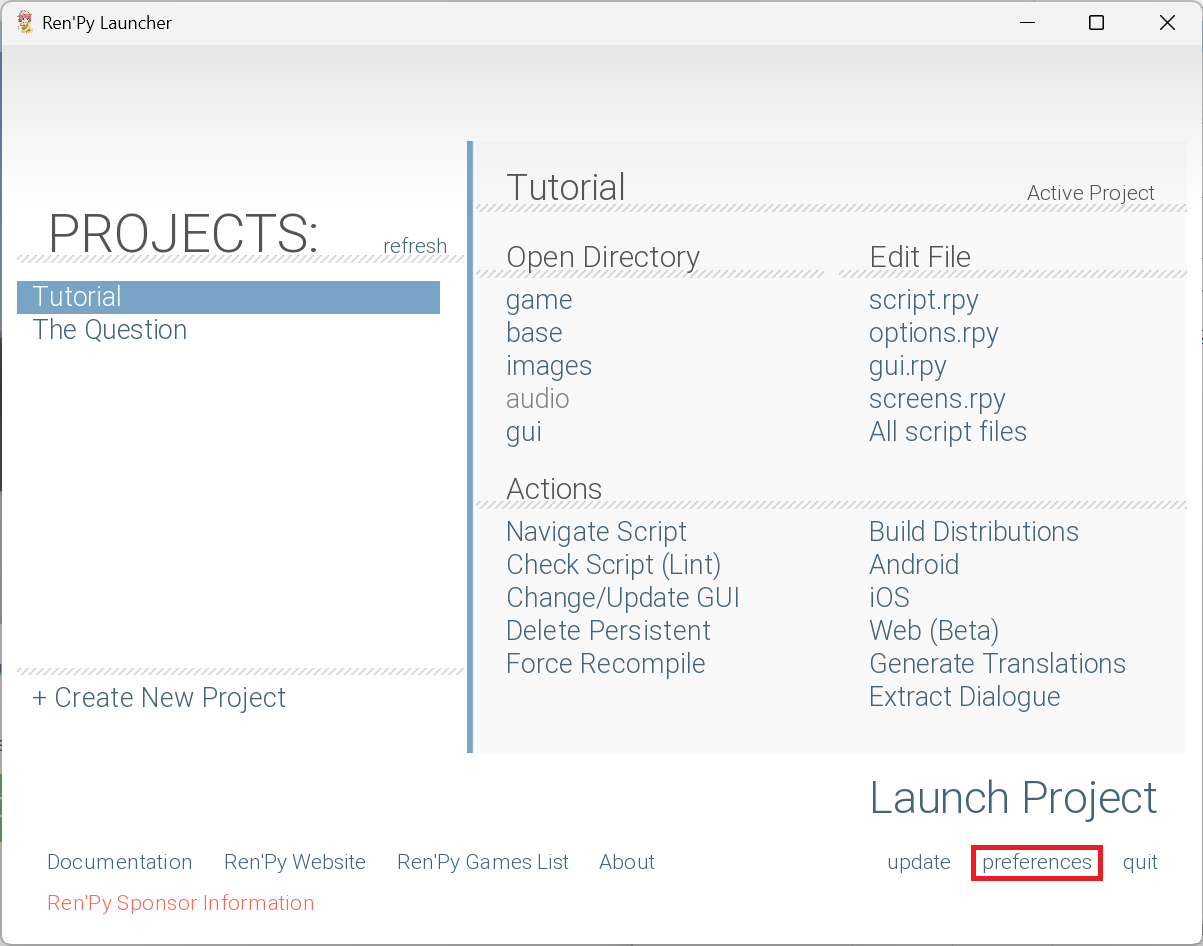 Ren'Py Launcher
PROJECTS:
refresh
Tutorial
The Question
+ Create New Project
Tutorial
Active Project
Open Directory
game
base
images
audio
gui
Edit File
script.rpy
options.rpy
gui.rpy
screens.rpy
All script files
Actions
Navigate Script
Check Script (Lint)
Change/Update GUI
Delete Persistent
Force Recompile
Build Distributions
Android
iOS
Web (Beta)
Generate Translations
Extract Dialogue
Launch Project
Documentation
Ren'Py Website
Ren'Py Games List
About
update
preferences
quit
Ren'Py Sponsor Information